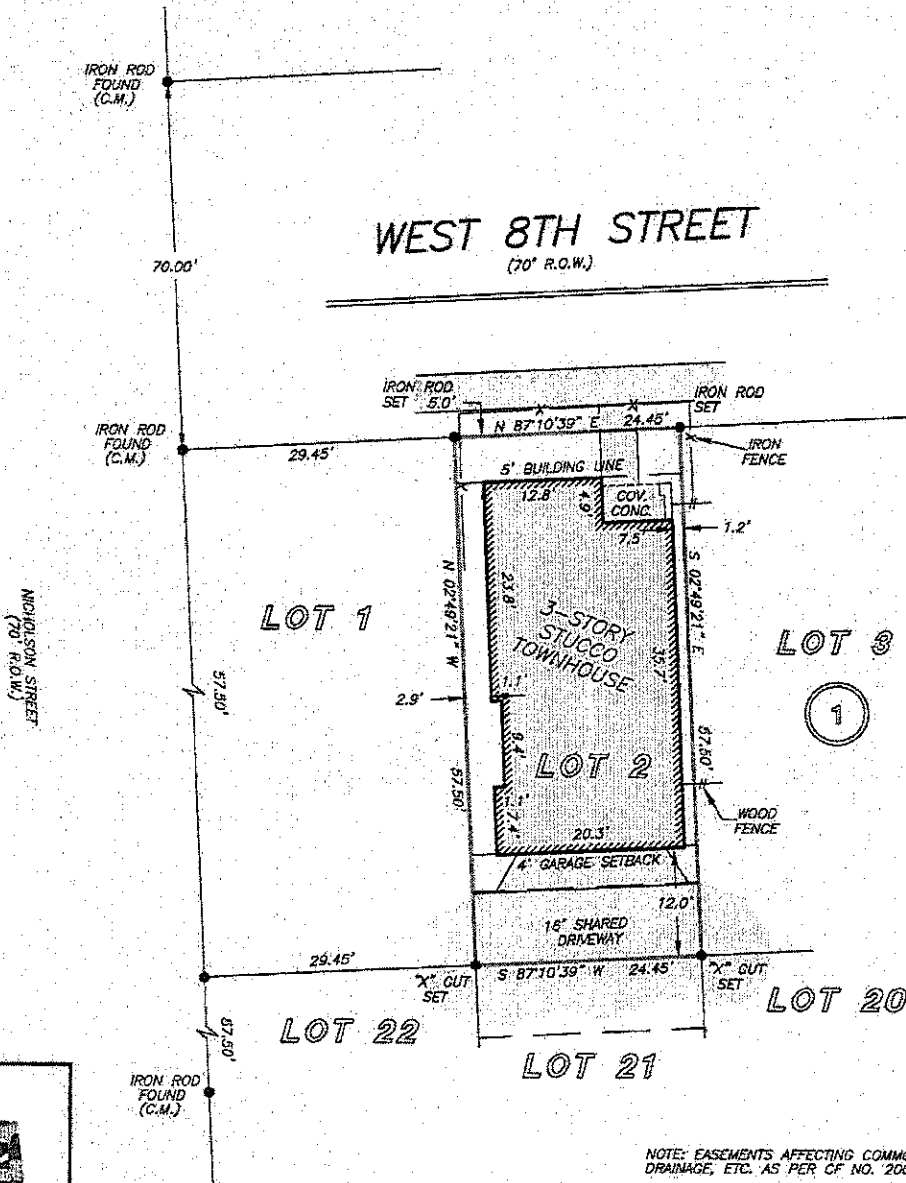 IRON ROD
FOUND
(C.M.)
WEST 8TH STREET
(70' R.O.W.)
70.00'
IRON ROD
SET
5.0'
IRON ROD
SET
N 87°10'39" E 24.45'
IRON ROD
FOUND
(C.M.)
29.45'
IRON
FENCE
5' BUILDING LINE
12.8'
4.9'
COV.
CONC.
7.5'
1.2'
N 02°49'21" W
23.8'
S 02°49'21" E
LOT 1
3-STORY
STUCCO
TOWNHOUSE
35.7'
LOT 3
NICHOLSON STREET
(70' R.O.W.)
57.50'
2.9'
1.1'
1
9.4'
LOT 2
57.50'
57.50'
1.1'
7.4'
WOOD
FENCE
20.3'
4' GARAGE SETBACK
12.0'
16' SHARED
DRIVEWAY
29.45'
"X" CUT
SET
S 87°10'39" W 24.45'
"X" CUT
SET
LOT 20
LOT 22
57.50'
LOT 21
IRON ROD
FOUND
(C.M.)
NOTE: EASEMENTS AFFECTING COMM
DRAINAGE, ETC. AS PER CF NO. 200